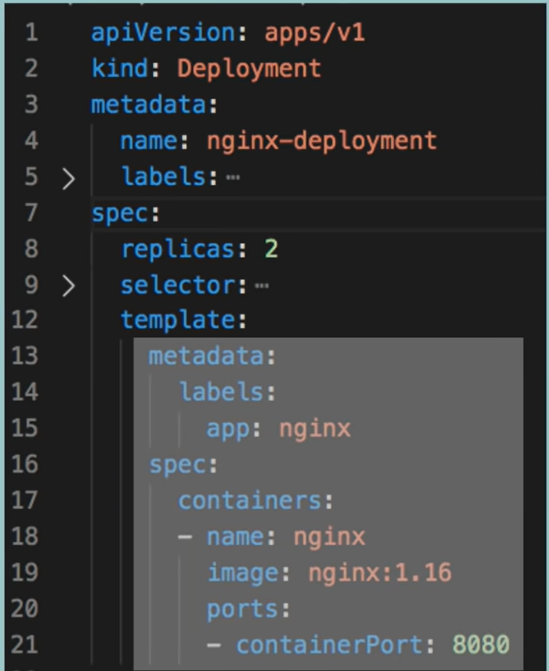 1 apiVersion: apps/v1
2 kind: Deployment
3 metadata:
4 name: nginx-deployment
5 > labels:⋯
7 spec:
8 replicas: 2
9 > selector:⋯
12 template:
13 metadata:
14 labels:
15 app: nginx
16 spec:
17 containers:
18 - name: nginx
19 image: nginx:1.16
20 ports:
21 - containerPort: 8080